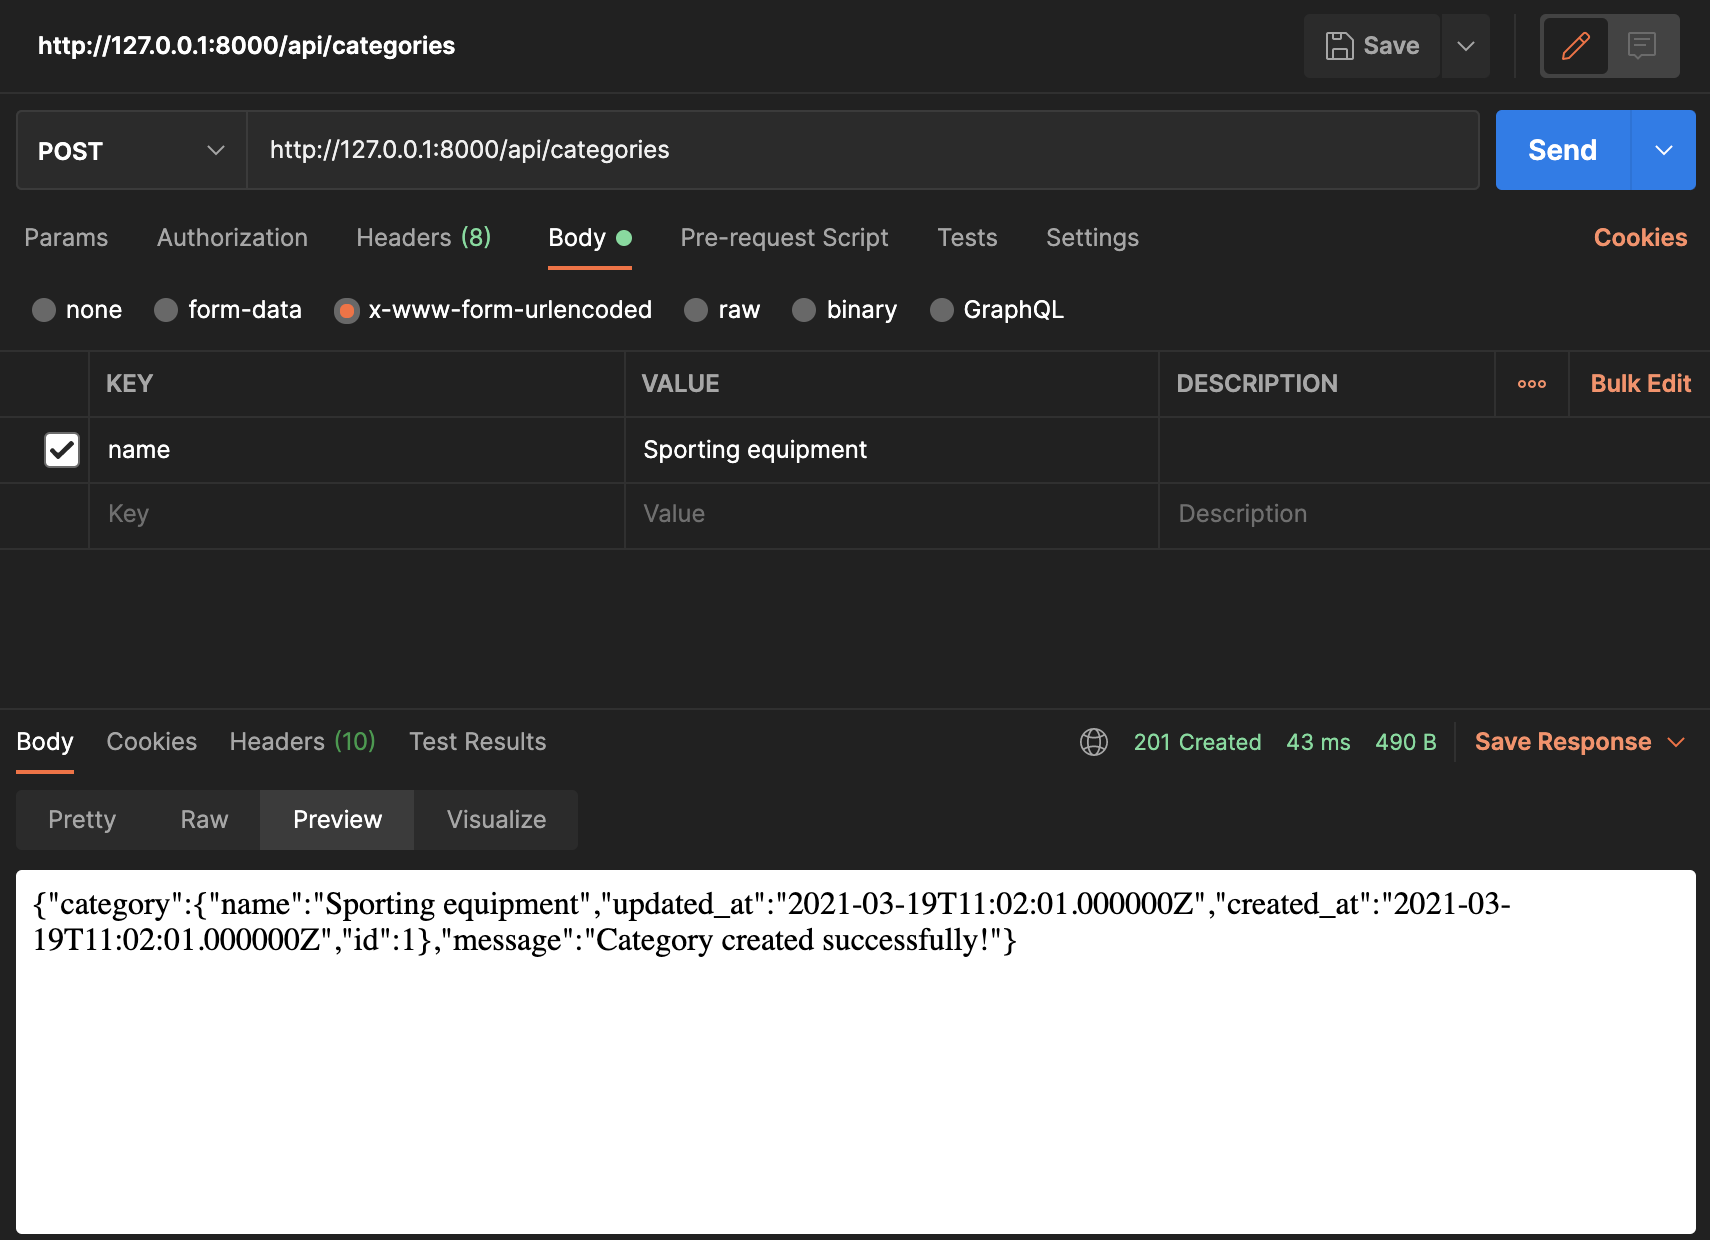 http://127.0.0.1:8000/api/categories
Save
POST
http://127.0.0.1:8000/api/categories
Send
Params Authorization Headers (8) Body Pre-request Script Tests Settings Cookies
none form-data x-www-form-urlencoded raw binary GraphQL
KEY VALUE DESCRIPTION Bulk Edit
name Sporting equipment
Key Value Description
Body Cookies Headers (10) Test Results 201 Created 43 ms 490 B Save Response
Pretty Raw Preview Visualize
{"category":{"name":"Sporting equipment","updated_at":"2021-03-19T11:02:01.000000Z","created_at":"2021-03-
19T11:02:01.000000Z","id":1},"message":"Category created successfully!"}